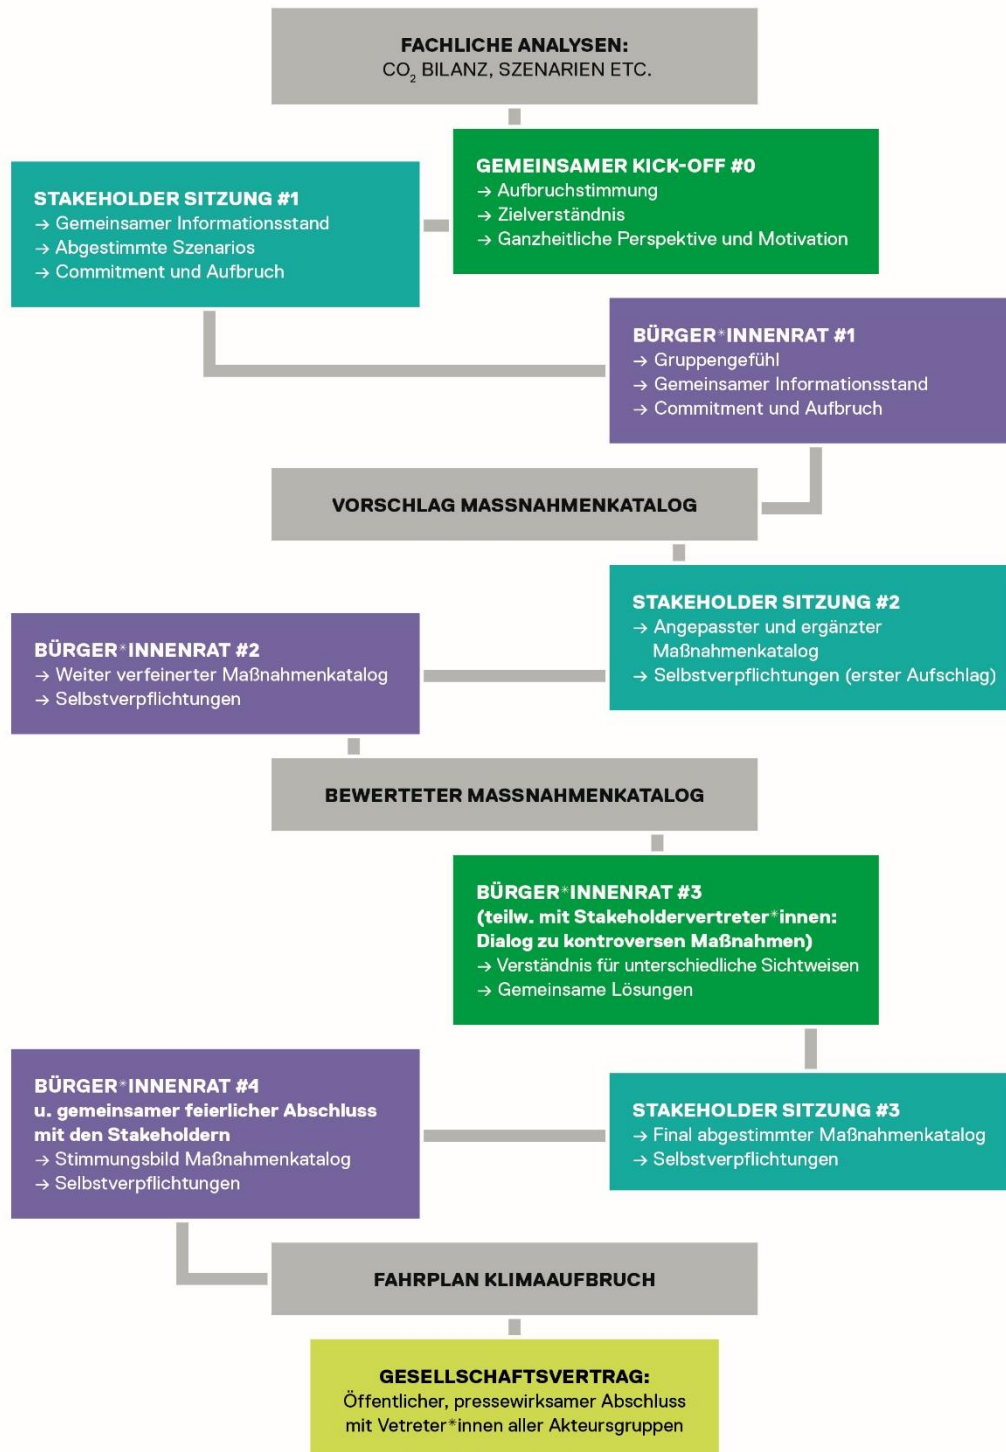 FACHLICHE ANALYSEN:
CO₂ BILANZ, SZENARIEN ETC.
GEMEINSAMER KICK-OFF #0
→ Aufbruchstimmung
→ Zielverständnis
→ Ganzheitliche Perspektive und Motivation
STAKEHOLDER SITZUNG #1
→ Gemeinsamer Informationsstand
→ Abgestimmte Szenarios
→ Commitment und Aufbruch
BÜRGER*INNENRAT #1
→ Gruppengefühl
→ Gemeinsamer Informationsstand
→ Commitment und Aufbruch
VORSCHLAG MASSNAHMENKATALOG
STAKEHOLDER SITZUNG #2
→ Angepasster und ergänzter
Maßnahmenkatalog
→ Selbstverpflichtungen (erster Aufschlag)
BÜRGER*INNENRAT #2
→ Weiter verfeinerter Maßnahmenkatalog
→ Selbstverpflichtungen
BEWERTETER MASSNAHMENKATALOG
BÜRGER*INNENRAT #3
(teilw. mit Stakeholdervertreter*innen:
Dialog zu kontroversen Maßnahmen)
→ Verständnis für unterschiedliche Sichtweisen
→ Gemeinsame Lösungen
STAKEHOLDER SITZUNG #3
→ Final abgestimmter Maßnahmenkatalog
→ Selbstverpflichtungen
BÜRGER*INNENRAT #4
u. gemeinsamer feierlicher Abschluss
mit den Stakeholdern
→ Stimmungsbild Maßnahmenkatalog
→ Selbstverpflichtungen
FAHRPLAN KLIMAAUFBRUCH
GESELLSCHAFTSVERTRAG:
Öffentlicher, pressewirksamer Abschluss
mit Vetreter*innen aller Akteursgruppen